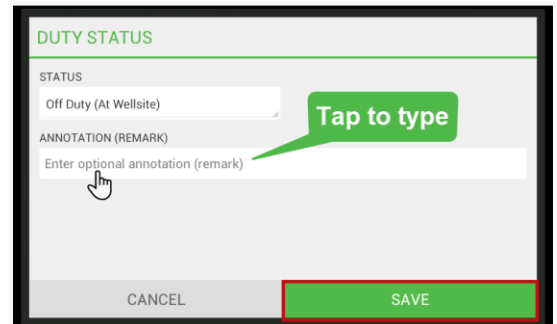 DUTY STATUS
STATUS
Off Duty (At Wellsite)
Tap to type
ANNOTATION (REMARK)
Enter optional annotation (remark)
CANCEL
SAVE